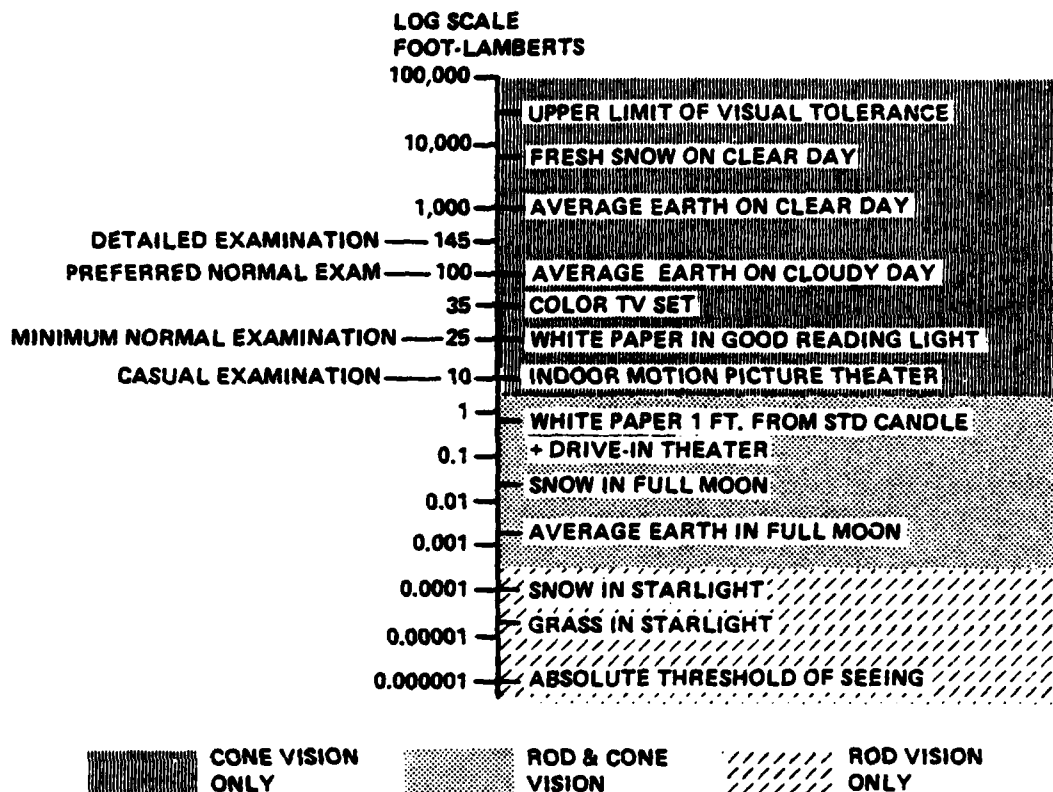 LOG SCALE
FOOT-LAMBERTS
100,000
UPPER LIMIT OF VISUAL TOLERANCE
10,000
FRESH SNOW ON CLEAR DAY
1,000 AVERAGE EARTH ON CLEAR DAY
DETAILED EXAMINATION 145
PREFERRED NORMAL EXAM 100 AVERAGE EARTH ON CLOUDY DAY
35 COLOR TV SET
MINIMUM NORMAL EXAMINATION 25 WHITE PAPER IN GOOD READING LIGHT
CASUAL EXAMINATION 10 INDOOR MOTION PICTURE THEATER
1
WHITE PAPER 1 FT. FROM STD CANDLE
+ DRIVE-IN THEATER
0.1
SNOW IN FULL MOON
0.01
AVERAGE EARTH IN FULL MOON
0.001
0.0001 SNOW IN STARLIGHT
GRASS IN STARLIGHT
0.00001
0.000001 ABSOLUTE THRESHOLD OF SEEING
CONE VISION
ONLY
ROD & CONE
VISION
ROD VISION
ONLY